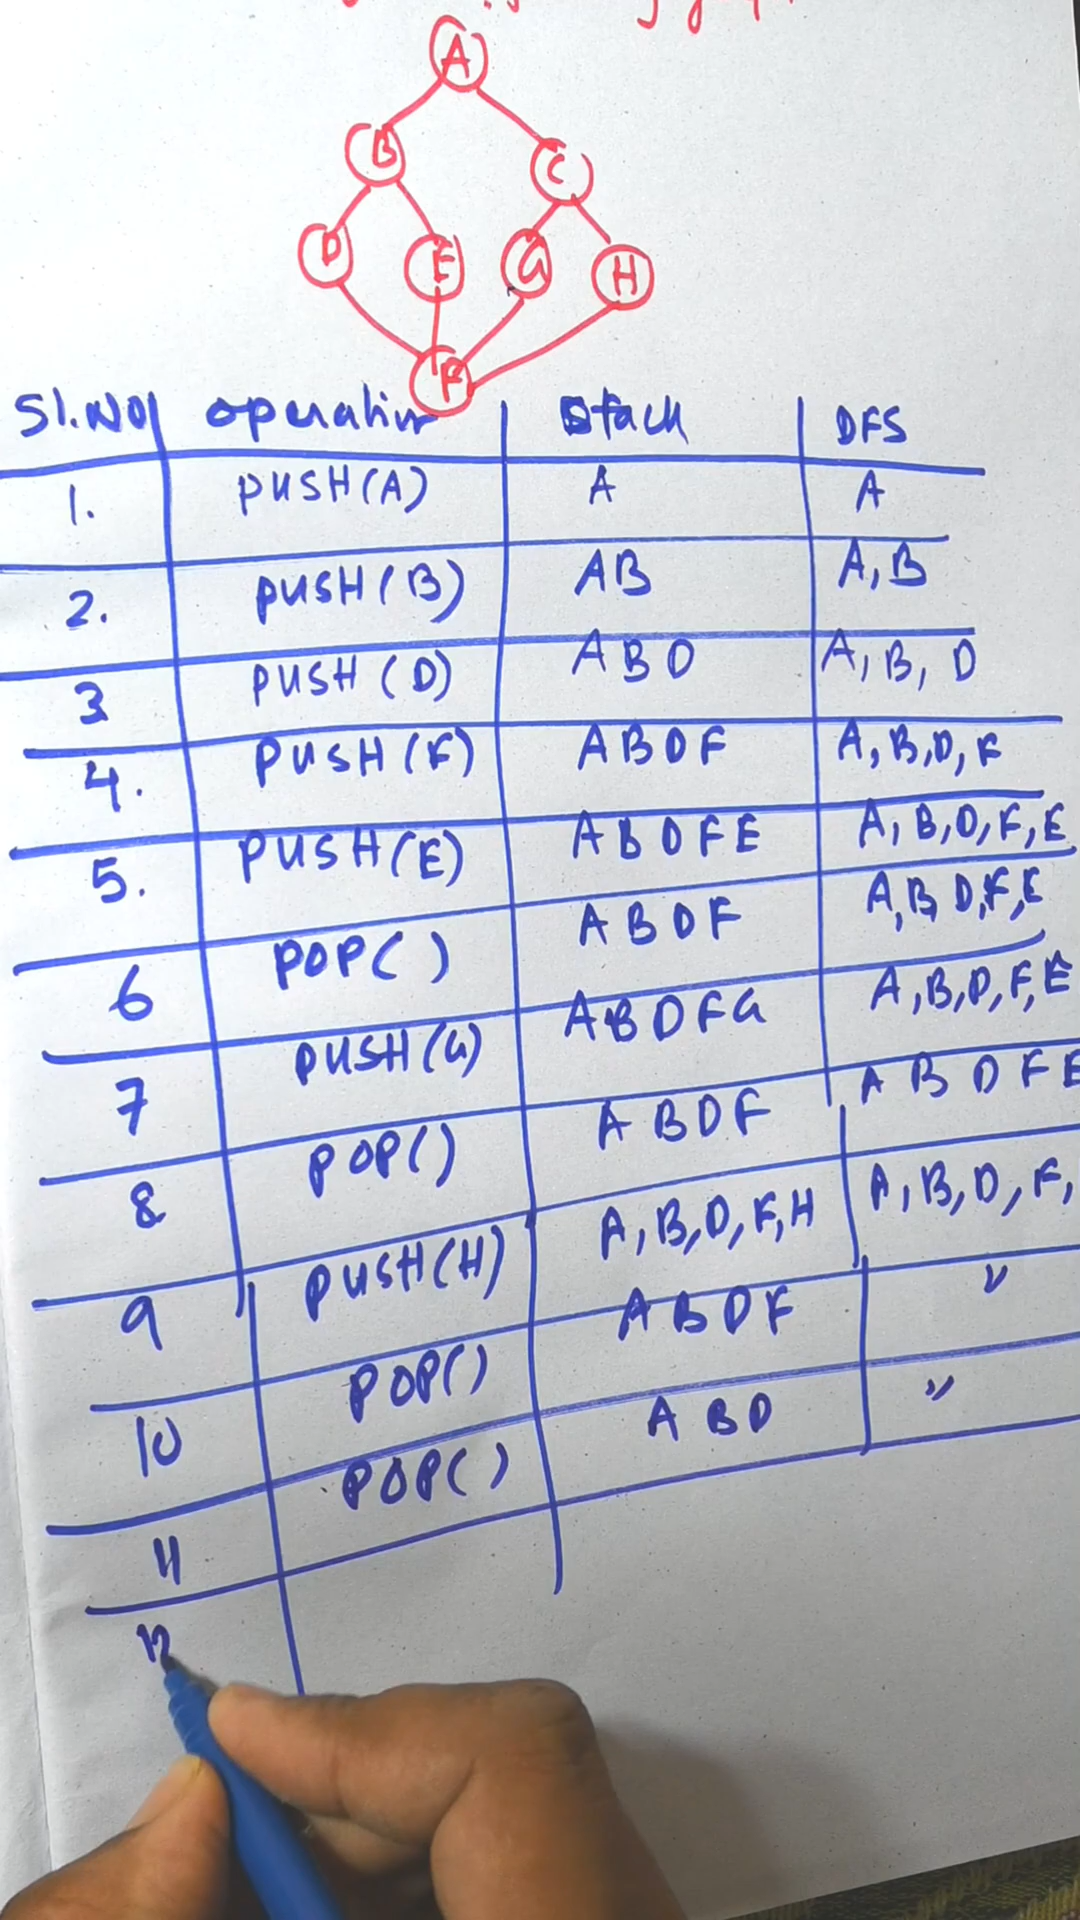 A
B
C
D
E
G
H
F
Sl.NO operation Stack DFS
1. PUSH(A) A A
2. PUSH(B) AB A,B
3 PUSH(D) ABD A, B, D
4. PUSH(F) ABDF A, B, D, F
5. PUSH(E) ABDFE A, B, D, F, E
6 POP( ) ABDF A, B, D, F, E
7 PUSH(G) ABDFG A, B, D, F, E
8 POP() ABDF A B D F E
9 PUSH(H) A, B, D, F, H A, B, D, F,
10 POP() ABDF "
11 POP() ABD "
12